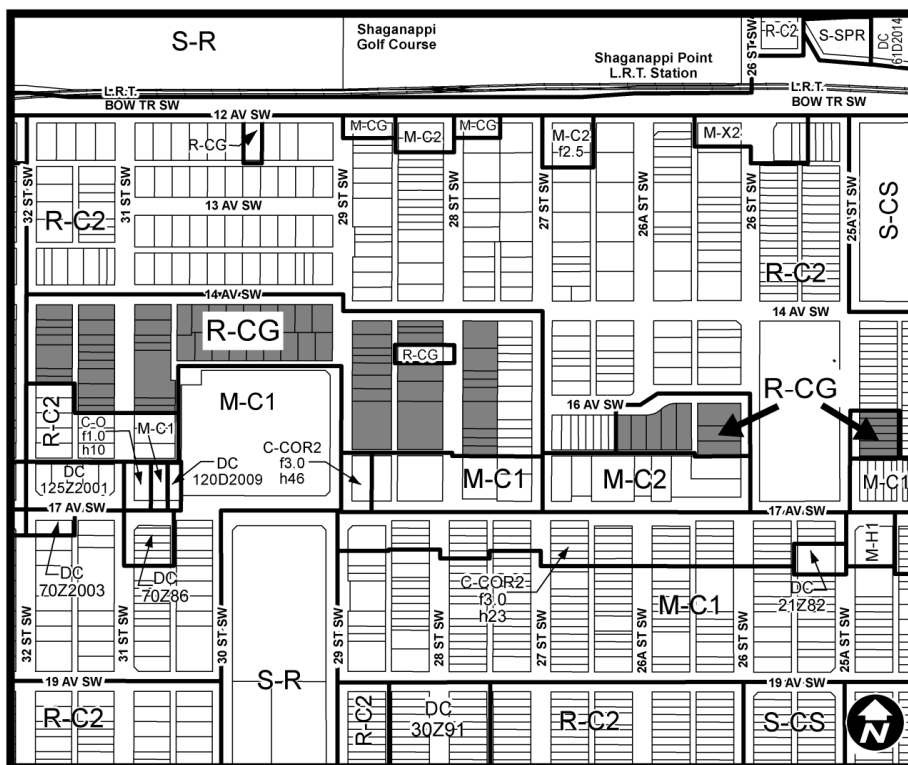 S-R
Shaganappi
Golf Course
Shaganappi Point
L.R.T. Station
26 ST SW
R-C2
S-SPR
DC
61D2014
L.R.T.
BOW TR SW
L.R.T.
BOW TR SW
12 AV SW
R-CG
M-CG
M-C2
M-CG
M-C2
f2.5
M-X2
32 ST SW
31 ST SW
29 ST SW
28 ST SW
27 ST SW
26A ST SW
26 ST SW
25A ST SW
S-CS
13 AV SW
R-C2
R-C2
14 AV SW
14 AV SW
R-CG
R-CG
R-CG
16 AV SW
R-C2
C-O
f1.0
h10
M-C1
M-C1
DC
120D2009
C-COR2
f3.0
h46
M-C1
M-C2
M-C1
DC
125Z2001
17 AV SW
17 AV SW
DC
70Z2003
DC
70Z86
C-COR2
f3.0
h23
M-C1
DC
21Z82
M-H1
32 ST SW
31 ST SW
30 ST SW
29 ST SW
28 ST SW
27 ST SW
26A ST SW
26 ST SW
25A ST SW
S-R
19 AV SW
19 AV SW
R-C2
R-C2
DC
30Z91
R-C2
S-CS
N